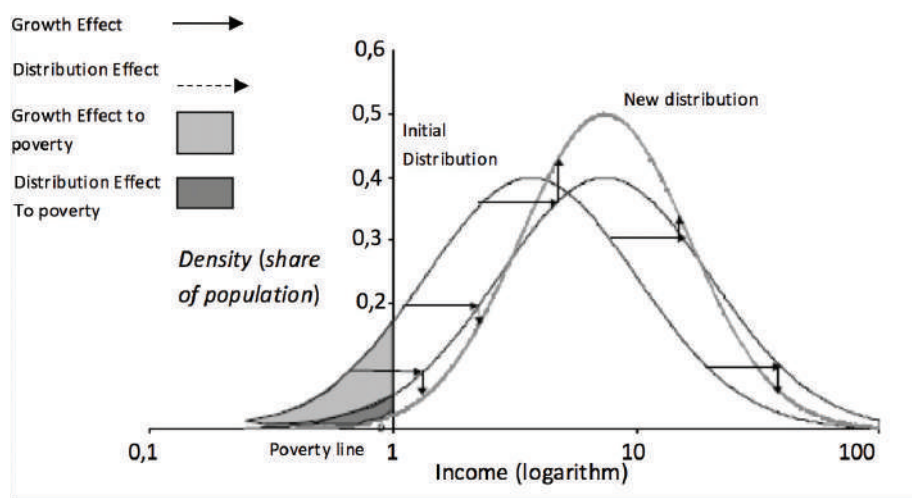 Growth Effect
Distribution Effect
Growth Effect to
poverty
Distribution Effect
To poverty
Density (share
of population)
0,6
0,5
0,4
0,3
0,2
0
Initial
Distribution
New distribution
0,1
Poverty line
1
10
100
Income (logarithm)